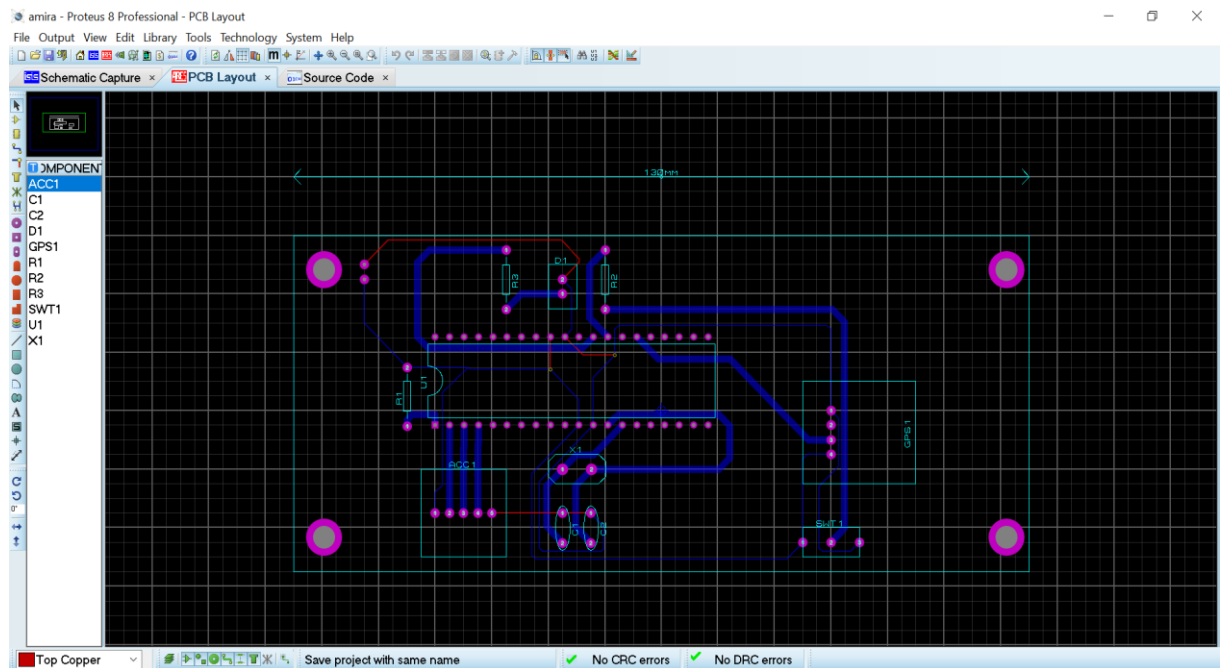 amira - Proteus 8 Professional - PCB Layout
File Output View Edit Library Tools Technology System Help
Schematic Capture × PCB Layout × Source Code ×
130MM
T OMPONEN
ACC1
C1
C2
D1
GPS1
R1
R2
R3
SWT1
U1
X1
D1
R3
R2
U1
R1
GPS1
X1
ACC1
SWT1
C1
C2
0°
Top Copper
Save project with same name
No CRC errors
No DRC errors